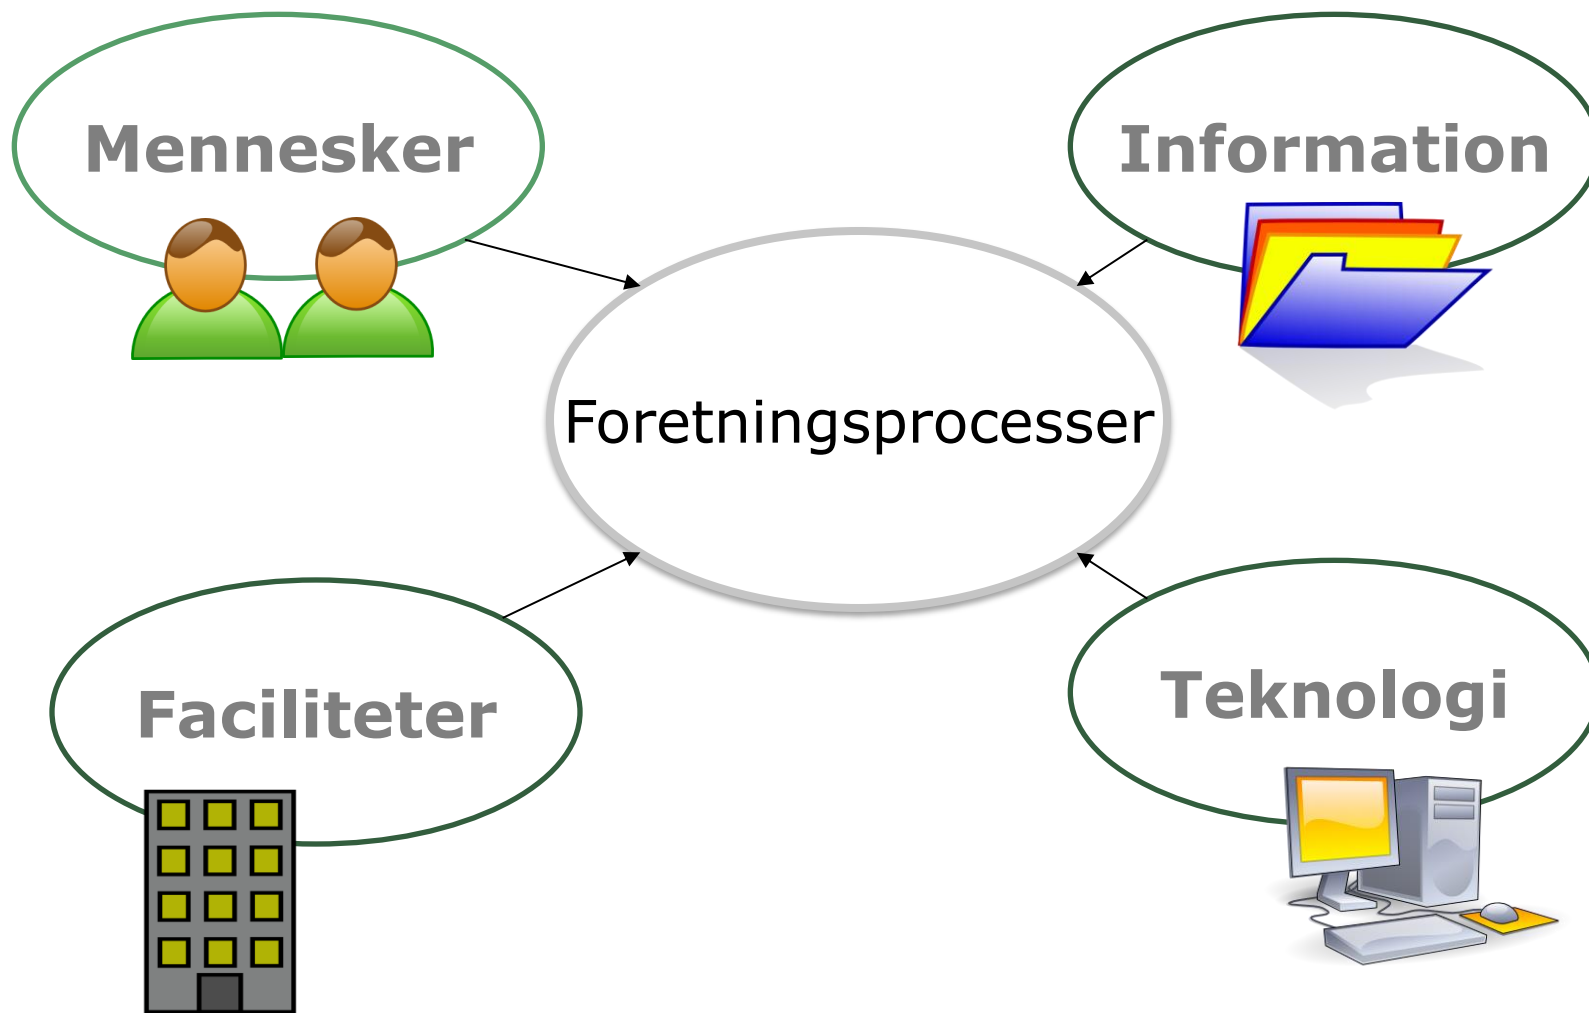 Mennesker
Information
Foretningsprocesser
Faciliteter
Teknologi